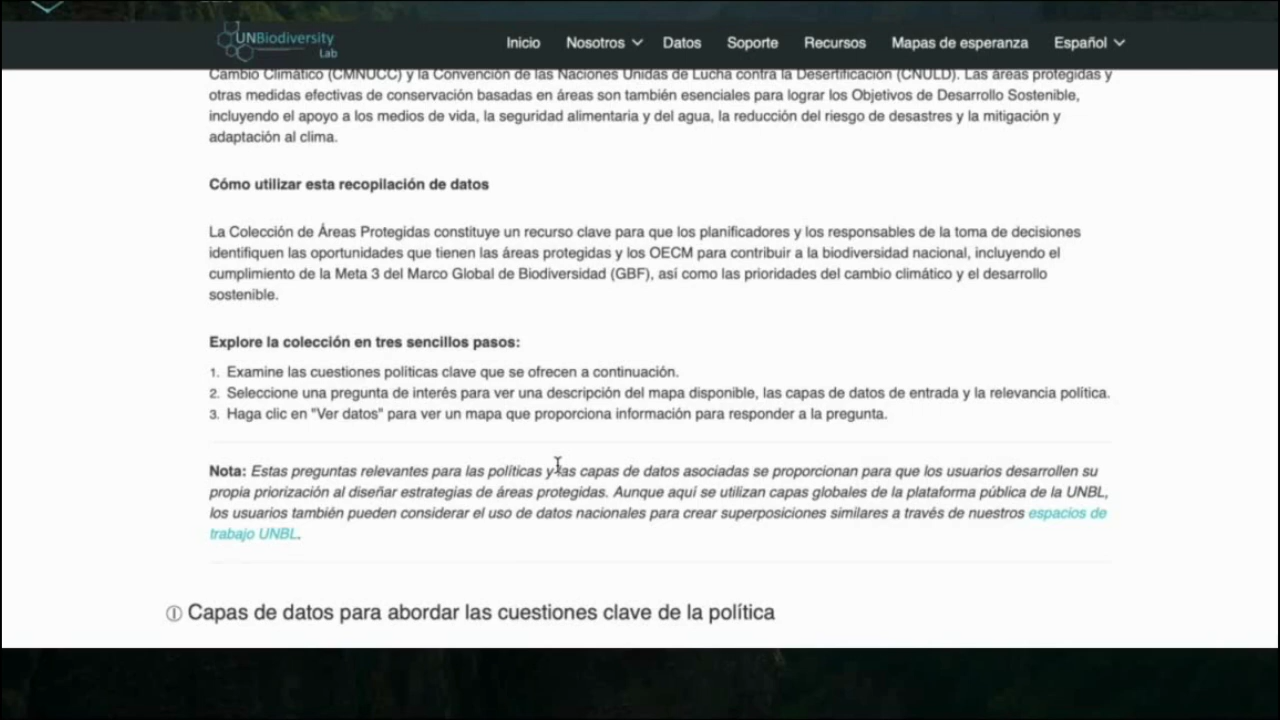 UNBiodiversity
Lab
Inicio Nosotros Datos Soporte Recursos Mapas de esperanza Español
Cambio Climático (CMNUCC) y la Convención de las Naciones Unidas de Lucha contra la Desertificación (CNULD). Las áreas protegidas y
otras medidas efectivas de conservación basadas en áreas son también esenciales para lograr los Objetivos de Desarrollo Sostenible,
incluyendo el apoyo a los medios de vida, la seguridad alimentaria y del agua, la reducción del riesgo de desastres y la mitigación y
adaptación al clima.
Cómo utilizar esta recopilación de datos
La Colección de Áreas Protegidas constituye un recurso clave para que los planificadores y los responsables de la toma de decisiones
identifiquen las oportunidades que tienen las áreas protegidas y los OECM para contribuir a la biodiversidad nacional, incluyendo el
cumplimiento de la Meta 3 del Marco Global de Biodiversidad (GBF), así como las prioridades del cambio climático y el desarrollo
sostenible.
Explore la colección en tres sencillos pasos:
1. Examine las cuestiones políticas clave que se ofrecen a continuación.
2. Seleccione una pregunta de interés para ver una descripción del mapa disponible, las capas de datos de entrada y la relevancia política.
3. Haga clic en "Ver datos" para ver un mapa que proporciona información para responder a la pregunta.
Nota: Estas preguntas relevantes para las políticas y las capas de datos asociadas se proporcionan para que los usuarios desarrollen su
propia priorización al diseñar estrategias de áreas protegidas. Aunque aquí se utilizan capas globales de la plataforma pública de la UNBL,
los usuarios también pueden considerar el uso de datos nacionales para crear superposiciones similares a través de nuestros espacios de
trabajo UNBL.
Capas de datos para abordar las cuestiones clave de la política